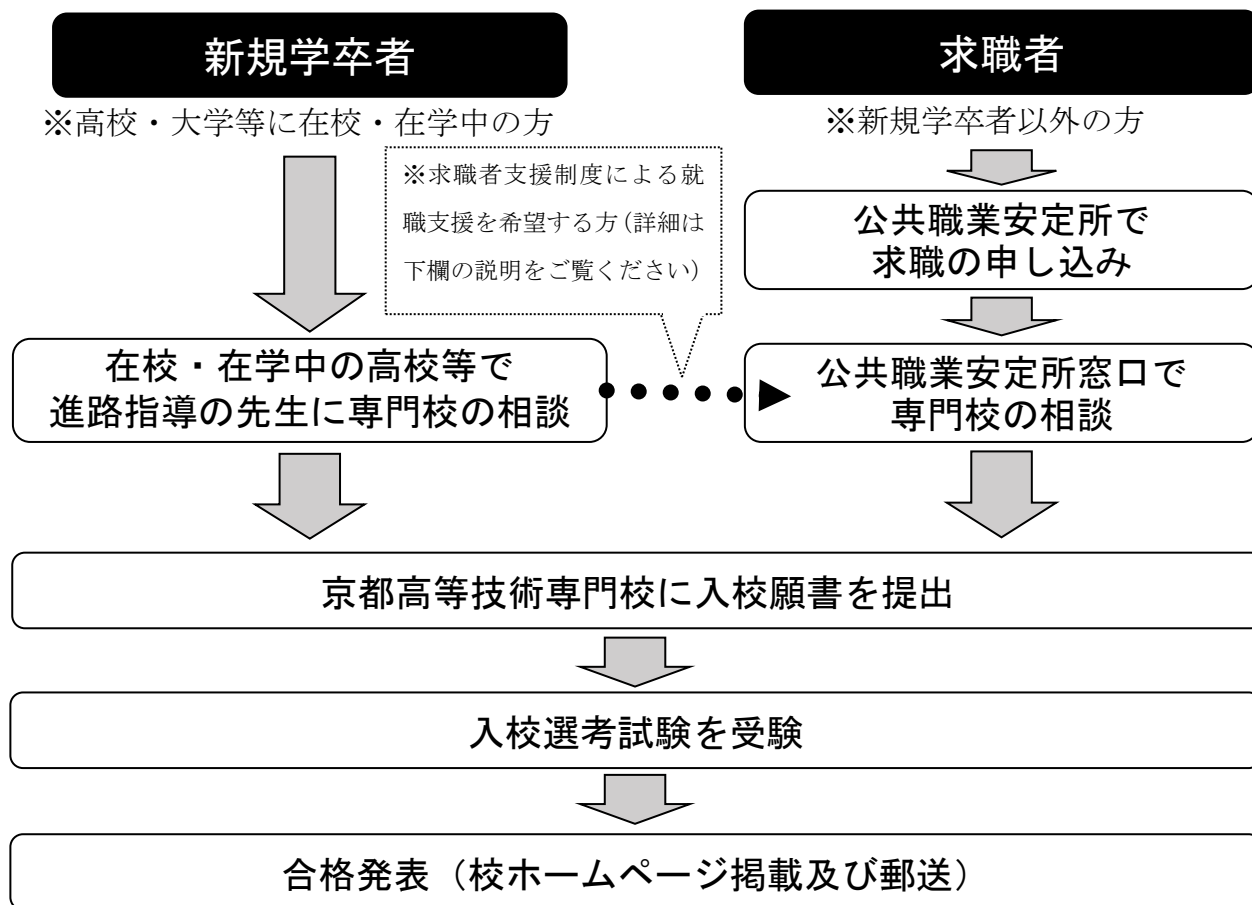 新規学卒者
※高校・大学等に在校・在学中の方
求職者
※新規学卒者以外の方
※求職者支援制度による就
職支援を希望する方（詳細は
下欄の説明をご覧ください）
公共職業安定所で
求職の申し込み
在校・在学中の高校等で
進路指導の先生に専門校の相談
公共職業安定所窓口で
専門校の相談
京都高等技術専門校に入校願書を提出
入校選考試験を受験
合格発表（校ホームページ掲載及び郵送）